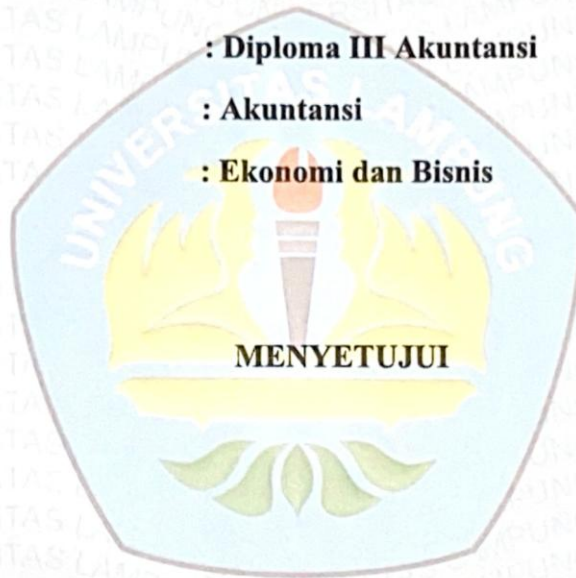 : Diploma III Akuntansi
: Akuntansi
: Ekonomi dan Bisnis
UNIVERSITAS LAMPUNG
MENYETUJUI